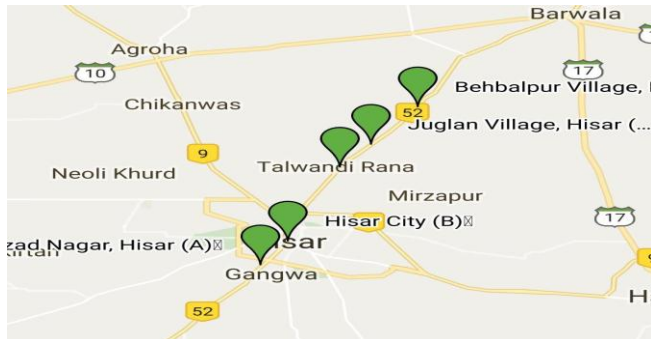 Barwala
Agroha
10
17
Behbalpur Village,
Chikanwas
52
Juglan Village, Hisar (...
9
Talwandi Rana
Neoli Khurd
Mirzapur
17
Hisar City (B)
zad Nagar, Hisar (A)
sar
Gangwa
52
H